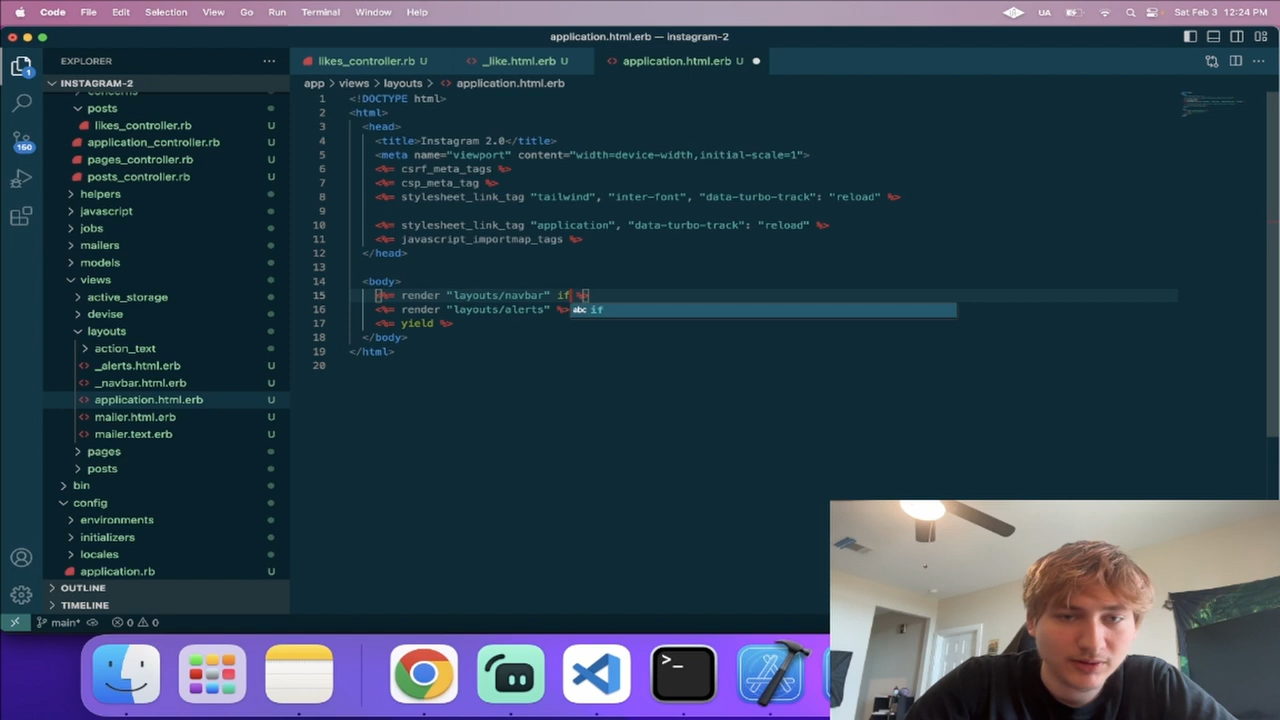 Code File Edit Selection View Go Run Terminal Window Help
UA
Sat Feb 3 12:24 PM
application.html.erb — instagram-2
EXPLORER
INSTAGRAM-2
posts
likes_controller.rb U
application_controller.rb U
pages_controller.rb U
posts_controller.rb U
helpers
javascript
jobs
mailers
models
views
active_storage
devise
layouts
action_text
_alerts.html.erb U
_navbar.html.erb U
application.html.erb U
mailer.html.erb U
mailer.text.erb U
pages
posts
bin
config
environments
initializers
locales
application.rb U
OUTLINE
TIMELINE
1
150
main* 0 0
likes_controller.rb U _like.html.erb U application.html.erb U
app > views > layouts > application.html.erb
1 <!DOCTYPE html>
2 <html>
3 <head>
4 <title>Instagram 2.0</title>
5 <meta name="viewport" content="width=device-width,initial-scale=1">
6 <%= csrf_meta_tags %>
7 <%= csp_meta_tag %>
8 <%= stylesheet_link_tag "tailwind", "inter-font", "data-turbo-track": "reload" %>
9
10 <%= stylesheet_link_tag "application", "data-turbo-track": "reload" %>
11 <%= javascript_importmap_tags %>
12 </head>
13
14 <body>
15 <%= render "layouts/navbar" if %>
16 <%= render "layouts/alerts" %>
abc if
17 <%= yield %>
18 </body>
19 </html>
20
>_